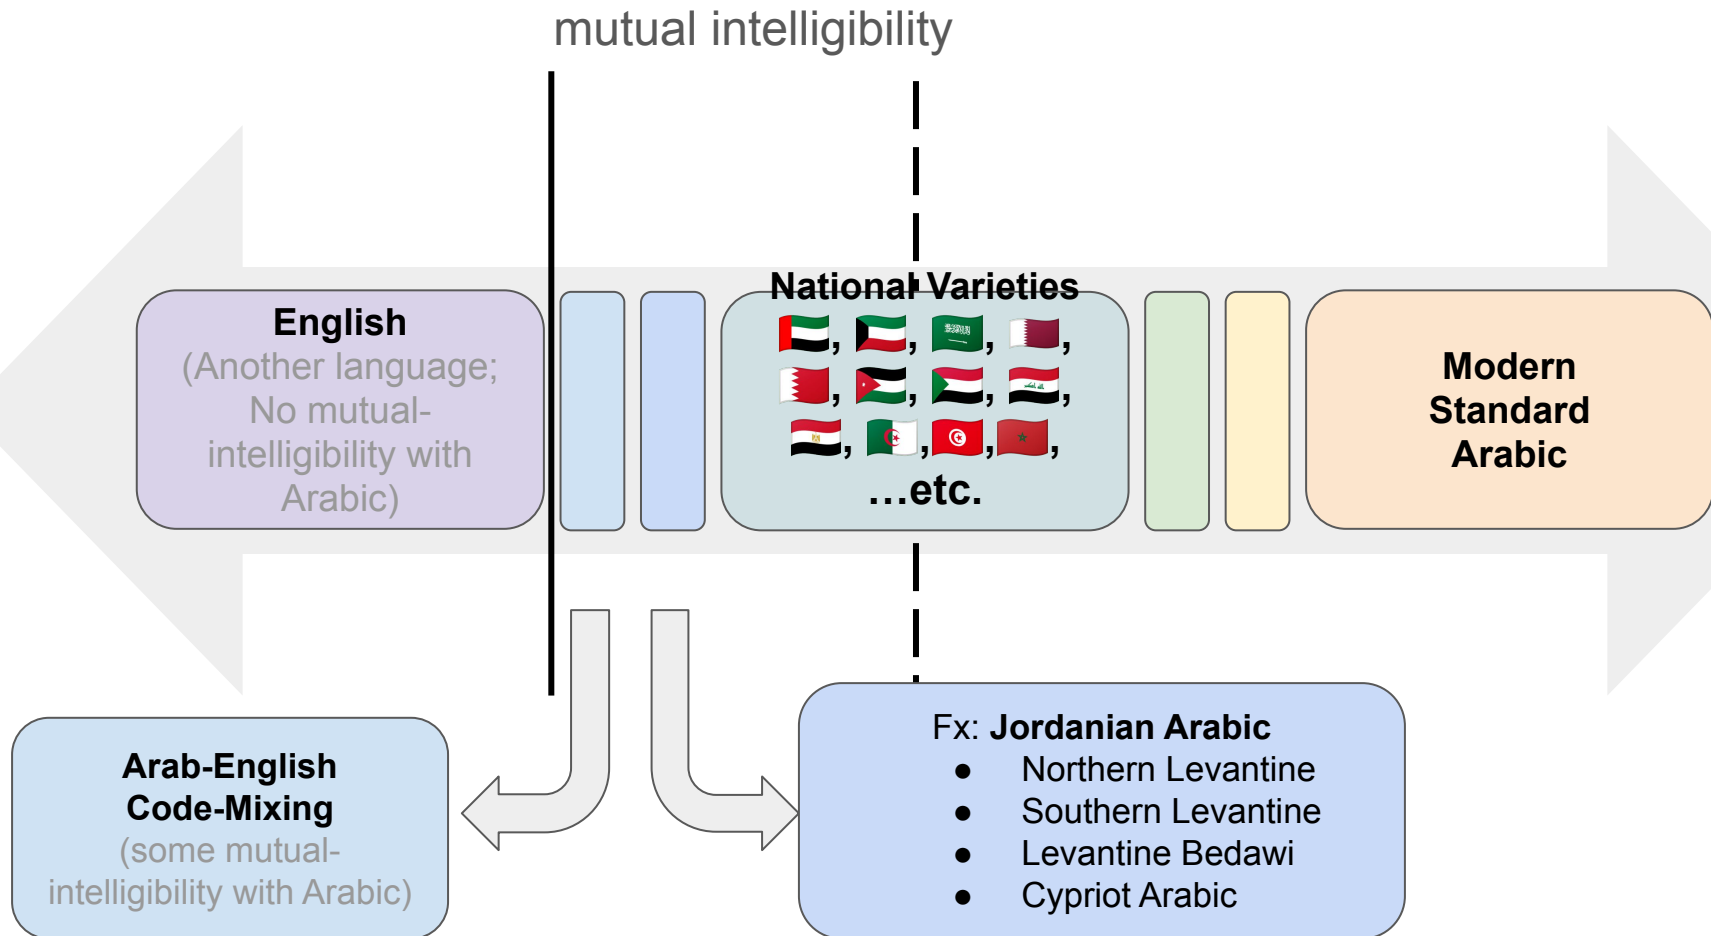 mutual intelligibility
National Varieties
🇦🇪, 🇰🇼, 🇸🇦, 🇶🇦,
🇧🇭, 🇯🇴, 🇸🇩, 🇮🇶,
🇪🇬, 🇩🇿, 🇹🇳, 🇲🇦,
...etc.
English
(Another language;
No mutual-
intelligibility with
Arabic)
Modern
Standard
Arabic
Arab-English
Code-Mixing
(some mutual-
intelligibility with Arabic)
Fx: Jordanian Arabic
● Northern Levantine
● Southern Levantine
● Levantine Bedawi
● Cypriot Arabic